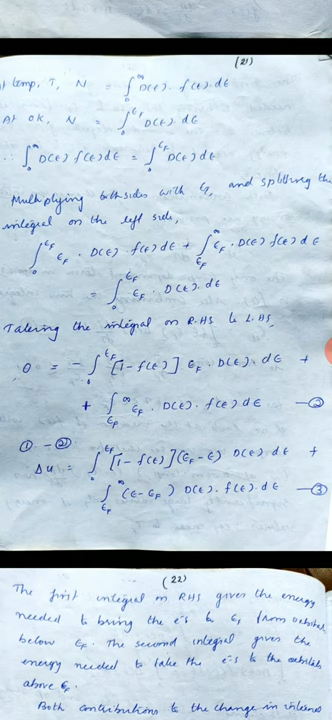 (21)
At temp, T, N = ∫₀^∞ D(ε). f(ε) dε
At 0K, N = ∫₀^εF D(ε). dε
∴ ∫₀^∞ D(ε) f(ε) dε = ∫₀^εF D(ε) dε
Multiplying both sides with εF, and splitting the
integral on the left side,
∫₀^εF εF . D(ε) . f(ε) dε + ∫εF^∞ εF . D(ε) f(ε) dε
= ∫₀^εF εF . D(ε). dε
Takering the integral on RHS to L.HS,
0 = - ∫₀^εF [1 - f(ε)] εF . D(ε). dε +
+ ∫εF^∞ εF . D(ε). f(ε) dε —②
① - ②
Δu = ∫₀^εF [1 - f(ε)] (εF - ε) D(ε) dε +
∫εF^∞ (ε - εF) D(ε). f(ε). dε —③
(22)
The first integral on RHS gives the energy
needed to bring the e⁻s to εF from orbital
below εF. The second integral gives the
energy needed to take the e⁻s to the orbitals
above εF.
Both contributions to the change in internal